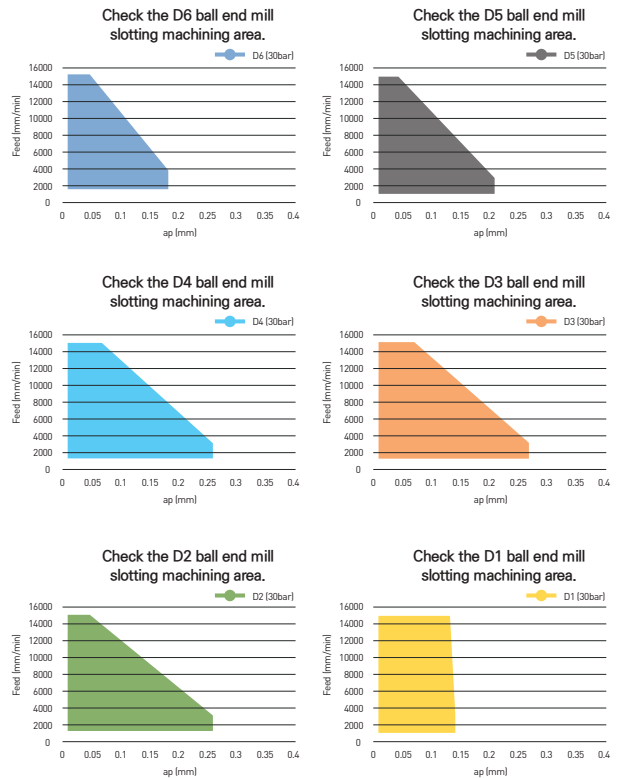 Check the D6 ball end mill
slotting machining area.
D6 (30bar)
Feed (mm/min)
16000
14000
12000
10000
8000
6000
4000
2000
0
0 0.05 0.1 0.15 0.2 0.25 0.3 0.35 0.4
ap (mm)
Check the D5 ball end mill
slotting machining area.
D5 (30bar)
Feed (mm/min)
16000
14000
12000
10000
8000
6000
4000
2000
0
0 0.05 0.1 0.15 0.2 0.25 0.3 0.35 0.4
ap (mm)
Check the D4 ball end mill
slotting machining area.
D4 (30bar)
Feed (mm/min)
16000
14000
12000
10000
8000
6000
4000
2000
0
0 0.05 0.1 0.15 0.2 0.25 0.3 0.35 0.4
ap (mm)
Check the D3 ball end mill
slotting machining area.
D3 (30bar)
Feed (mm/min)
16000
14000
12000
10000
8000
6000
4000
2000
0
0 0.05 0.1 0.15 0.2 0.25 0.3 0.35 0.4
ap (mm)
Check the D2 ball end mill
slotting machining area.
D2 (30bar)
Feed (mm/min)
16000
14000
12000
10000
8000
6000
4000
2000
0
0 0.05 0.1 0.15 0.2 0.25 0.3 0.35 0.4
ap (mm)
Check the D1 ball end mill
slotting machining area.
D1 (30bar)
Feed (mm/min)
16000
14000
12000
10000
8000
6000
4000
2000
0
0 0.05 0.1 0.15 0.2 0.25 0.3 0.35 0.4
ap (mm)